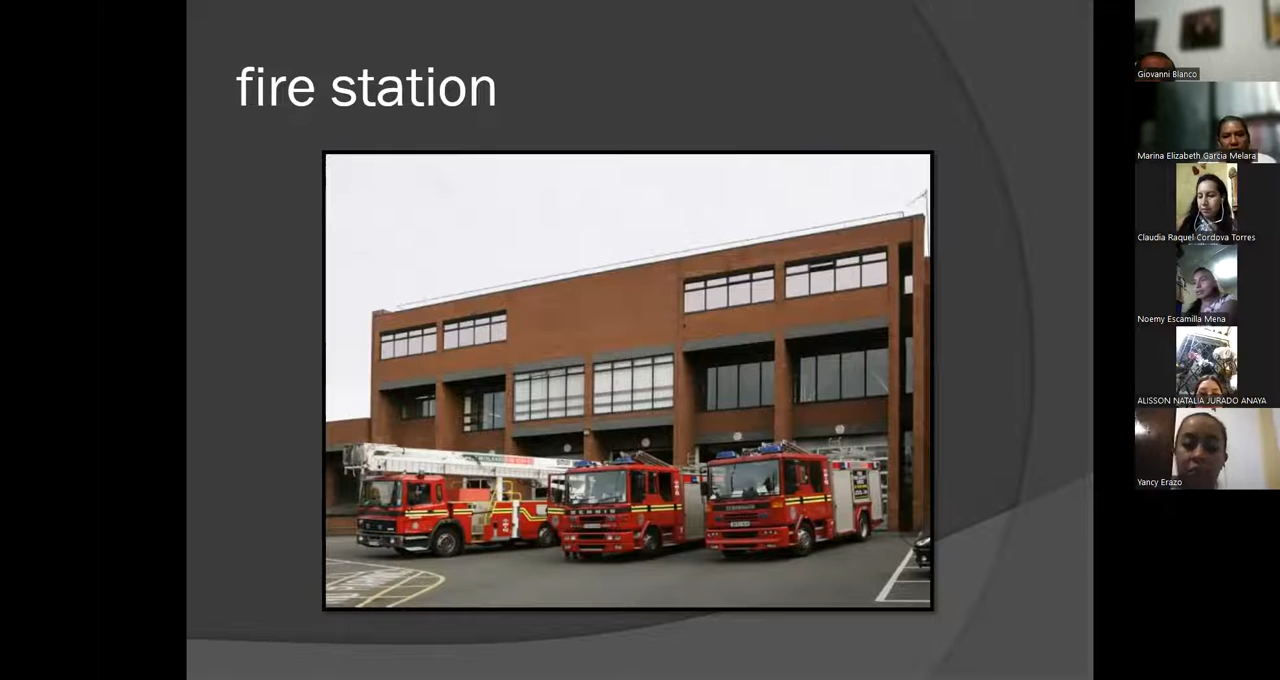 fire station
DENNIS
Giovanni Blanco
Marina Elizabeth Garcia Melara
Claudia Raquel Cordova Torres
Noemy Escamilla Mena
ALISSON NATALIA JURADO ANAYA
Yancy Erazo